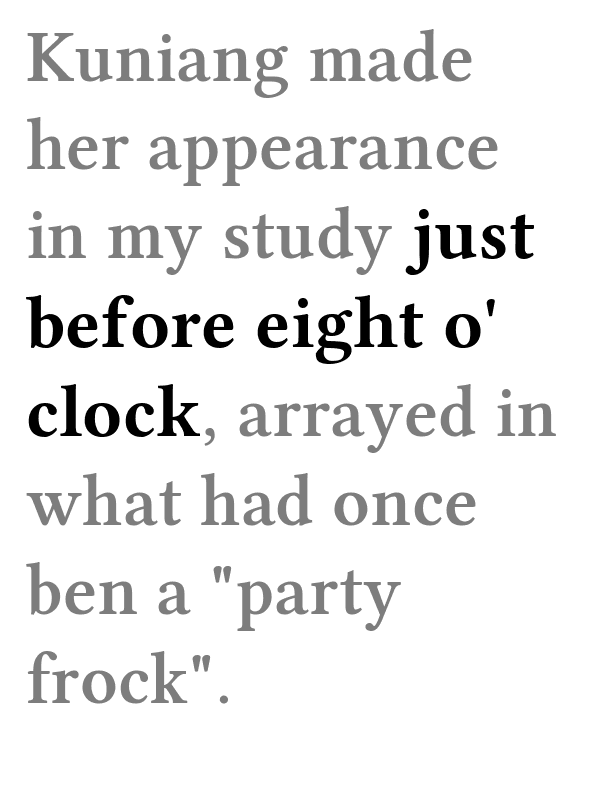 Kuniang made
her appearance
in my study just
before eight o'
clock, arrayed in
what had once
ben a "party
frock".